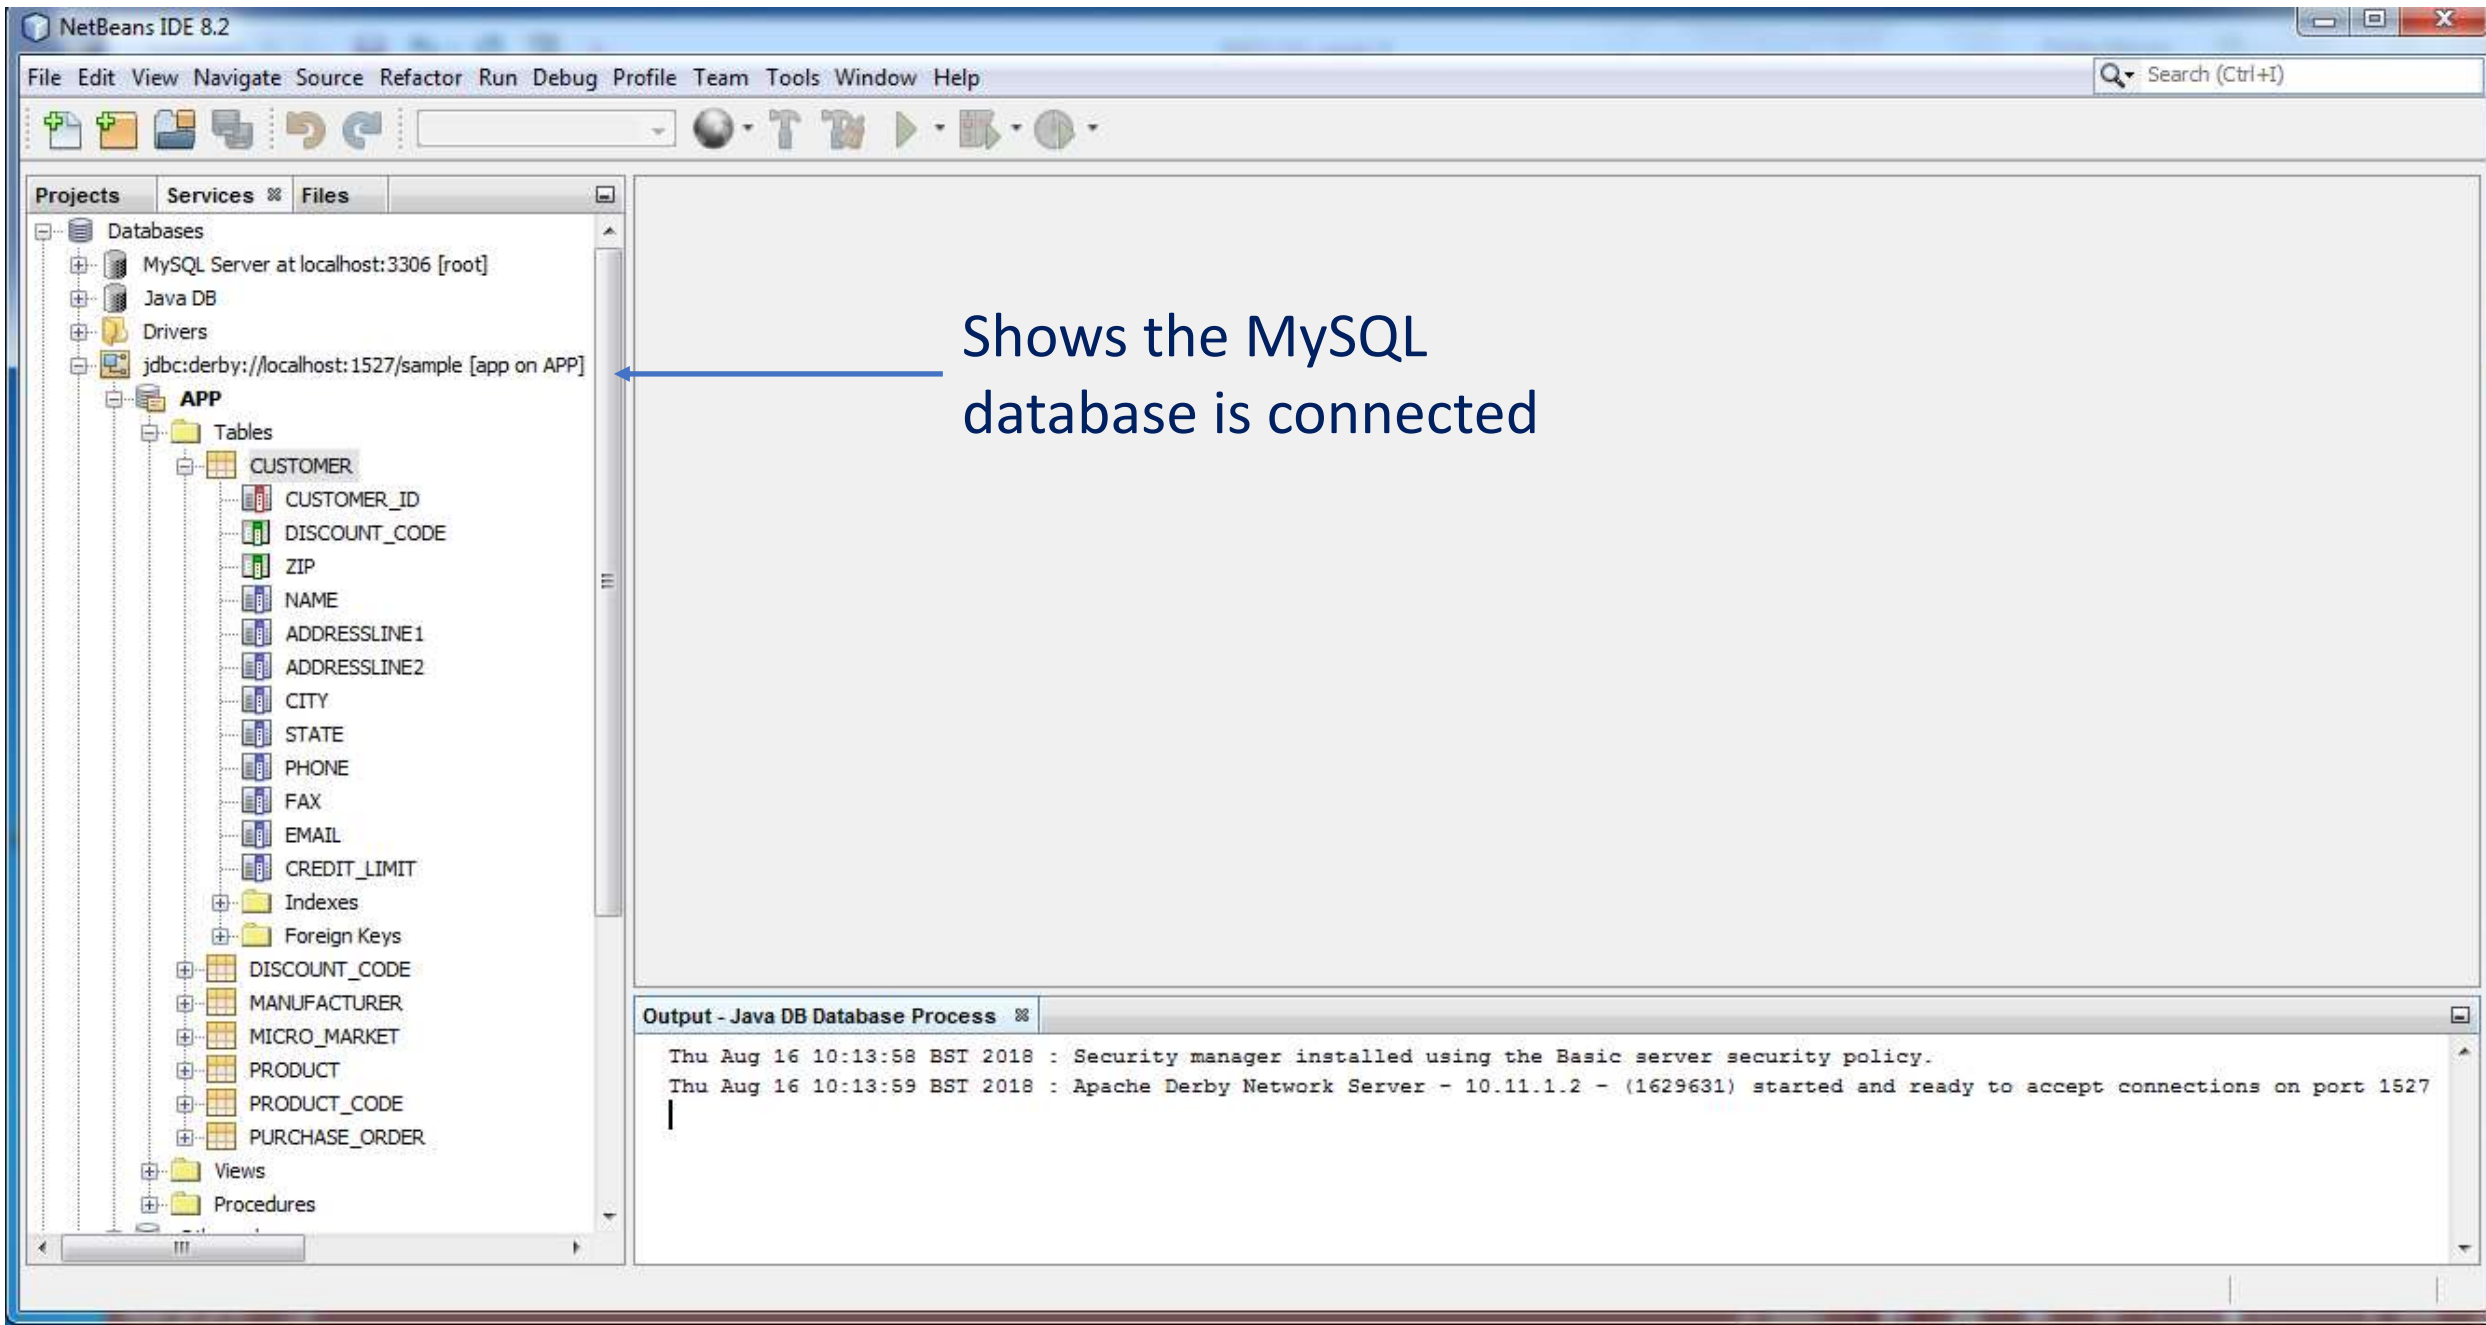 NetBeans IDE 8.2
File Edit View Navigate Source Refactor Run Debug Profile Team Tools Window Help
Search (Ctrl+I)
Projects Services Files
Databases
MySQL Server at localhost:3306 [root]
Java DB
Drivers
jdbc:derby://localhost:1527/sample [app on APP]
APP
Tables
CUSTOMER
CUSTOMER_ID
DISCOUNT_CODE
ZIP
NAME
ADDRESSLINE1
ADDRESSLINE2
CITY
STATE
PHONE
FAX
EMAIL
CREDIT_LIMIT
Indexes
Foreign Keys
DISCOUNT_CODE
MANUFACTURER
MICRO_MARKET
PRODUCT
PRODUCT_CODE
PURCHASE_ORDER
Views
Procedures
Shows the MySQL
database is connected
Output - Java DB Database Process
Thu Aug 16 10:13:58 BST 2018 : Security manager installed using the Basic server security policy.
Thu Aug 16 10:13:59 BST 2018 : Apache Derby Network Server - 10.11.1.2 - (1629631) started and ready to accept connections on port 1527